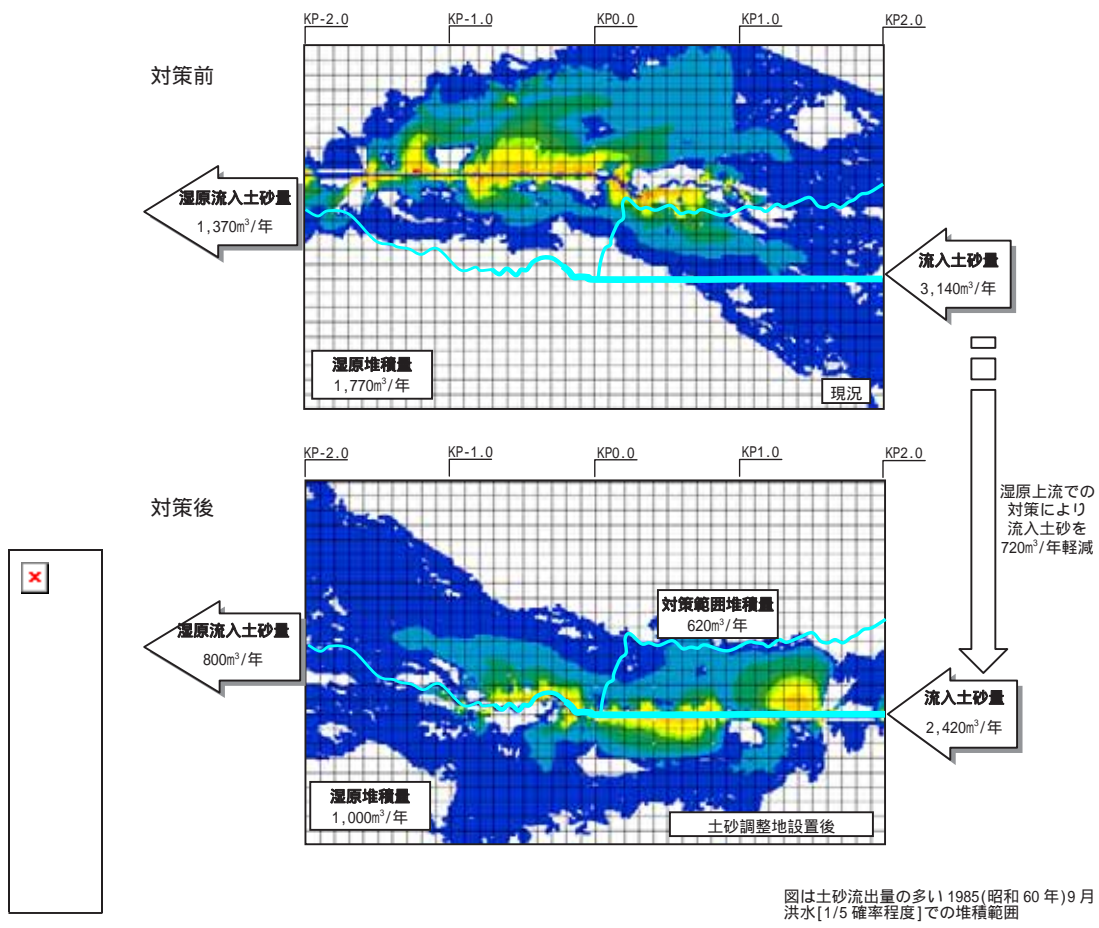 KP-2.0 KP-1.0 KP0.0 KP1.0 KP2.0
対策前
湿原流入土砂量
1,370m³/年
流入土砂量
3,140m³/年
湿原堆積量
1,770m³/年
現況
KP-2.0 KP-1.0 KP0.0 KP1.0 KP2.0
対策後
湿原上流での
対策により
流入土砂を
720m³/年軽減
対策範囲堆積量
620m³/年
湿原流入土砂量
800m³/年
流入土砂量
2,420m³/年
湿原堆積量
1,000m³/年
土砂調整地設置後
図は土砂流出量の多い 1985(昭和 60 年)9 月
洪水[1/5 確率程度]での堆積範囲